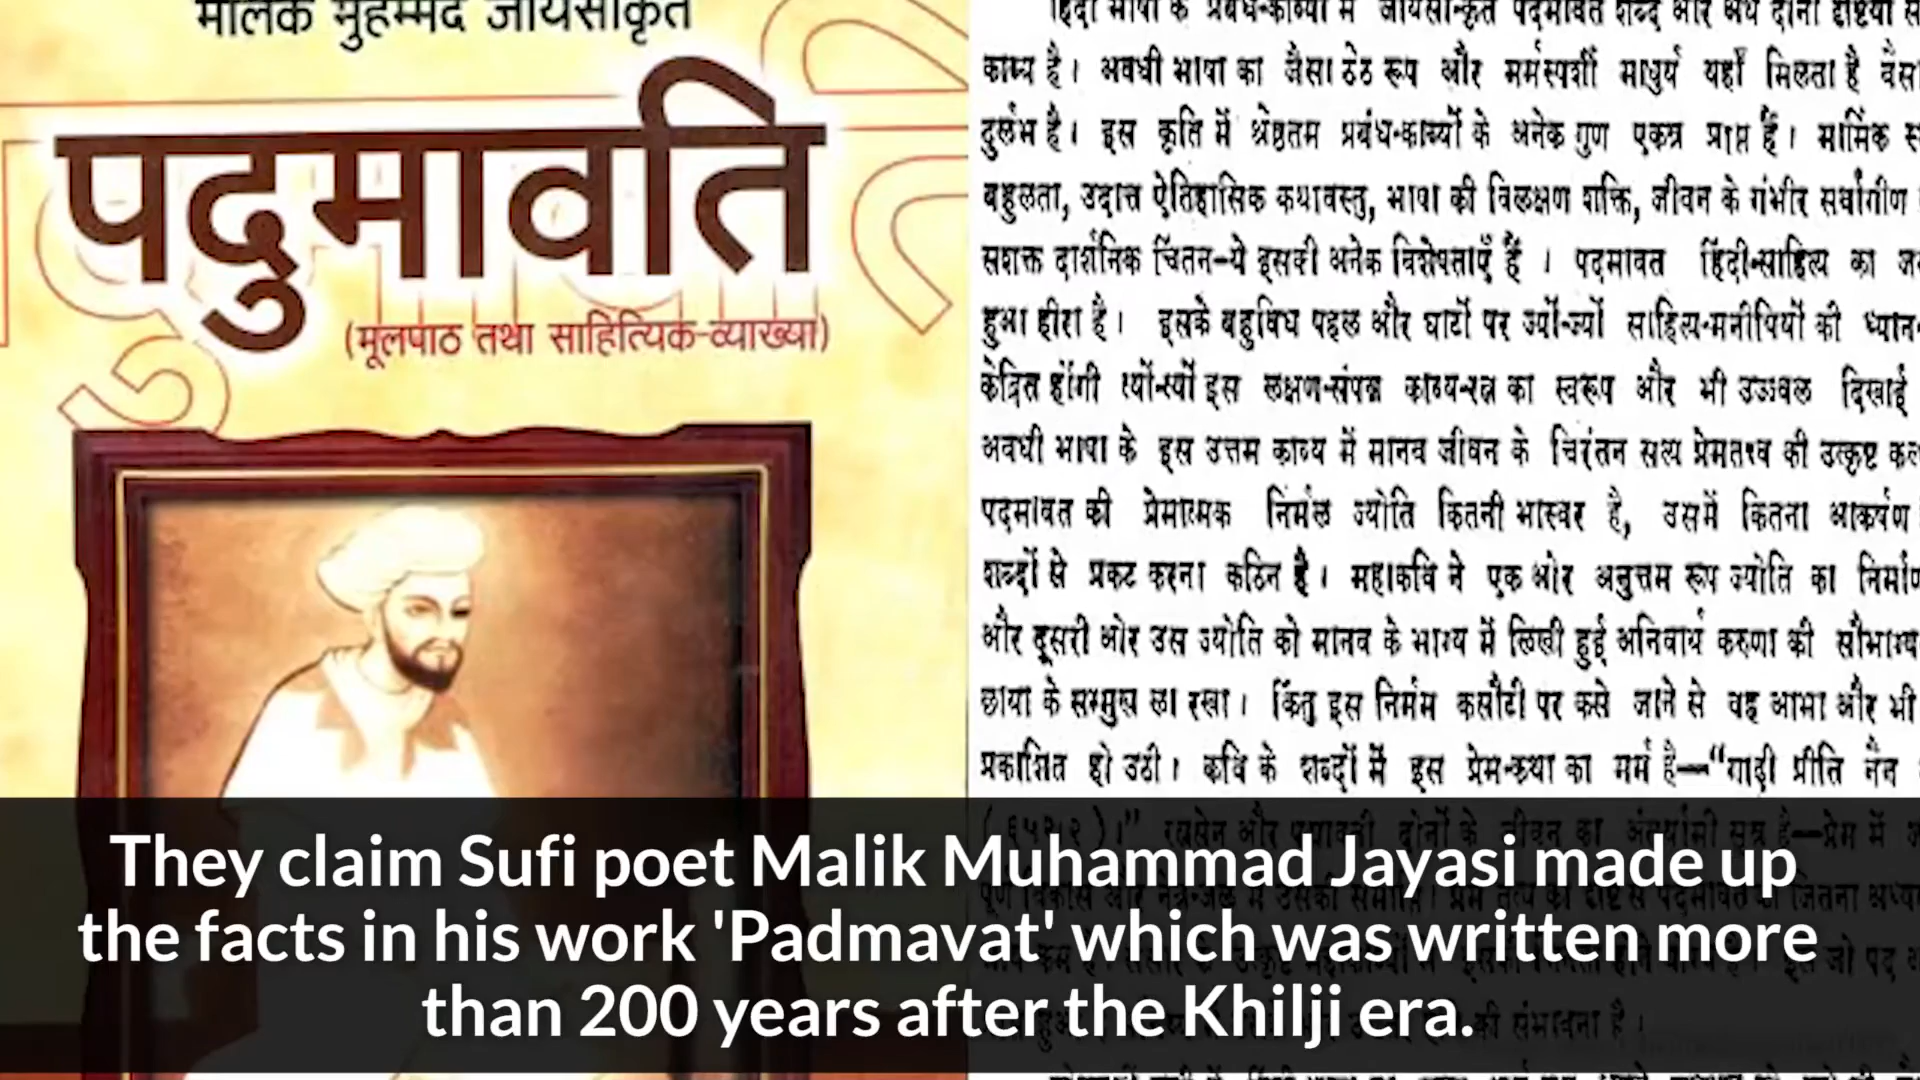 मलिक मुहम्मद जायसीकृत
पदुमावति
(मूलपाठ तथा साहित्यिक-व्याख्या)
हिंदी भाषा के प्रबंध-काव्यों में जायसी-कृत पदमावत शब्द और अर्थ दोनों दृष्टियों
काव्य है। अवधी भाषा का जैसा ठेठ रूप और मर्मस्पर्शी माधुर्य यहाँ मिलता है वैसा
दुर्लभ है। इस कृति में श्रेष्ठतम प्रबंध-काव्यों के अनेक गुण एकत्र प्राप्त हैं। मार्मिक
बहुलता, उदात्त ऐतिहासिक कथावस्तु, भाषा की विलक्षण शक्ति, जीवन के गंभीर सर्वांगीण
सशक्त दार्शनिक चिंतन-ये इसकी अनेक विशेषताएँ हैं । पदमावत हिंदी-साहित्य का
हुआ हीरा है। इसके बहुविध पहल और घाटों पर ज्यों-ज्यों साहित्य-मनीषियों की ध्यान-
केंद्रित होंगी त्यों-त्यों इस लक्षण-संपन्न काव्य-रत्न का स्वरूप और भी उज्ज्वल दिखाई
अवधी भाषा के इस उत्तम काव्य में मानव जीवन के चिरंतन सत्य प्रेमतत्त्व की उत्कृष्ट
पदमावत की प्रेमात्मक निर्मल ज्योति कितनी भास्वर है, उसमें कितना आकर्षण
शब्दों से प्रकट करना कठिन है। महाकवि ने एक ओर अनुत्तम रूप ज्योति का निर्माण
और दूसरी ओर उस ज्योति को मानव के भाग्य में लिखी हुई अनिवार्य करुणा की सौभाग्य
छाया के सम्मुख ला रखा। किंतु इस निर्मम कसौटी पर कसे जाने से वह आभा और भी
प्रकाशित हो उठी। कवि के शब्दों में इस प्रेम-कथा का मर्म है—“गाढ़ी प्रीति नैन
They claim Sufi poet Malik Muhammad Jayasi made up
the facts in his work 'Padmavat' which was written more
than 200 years after the Khilji era.